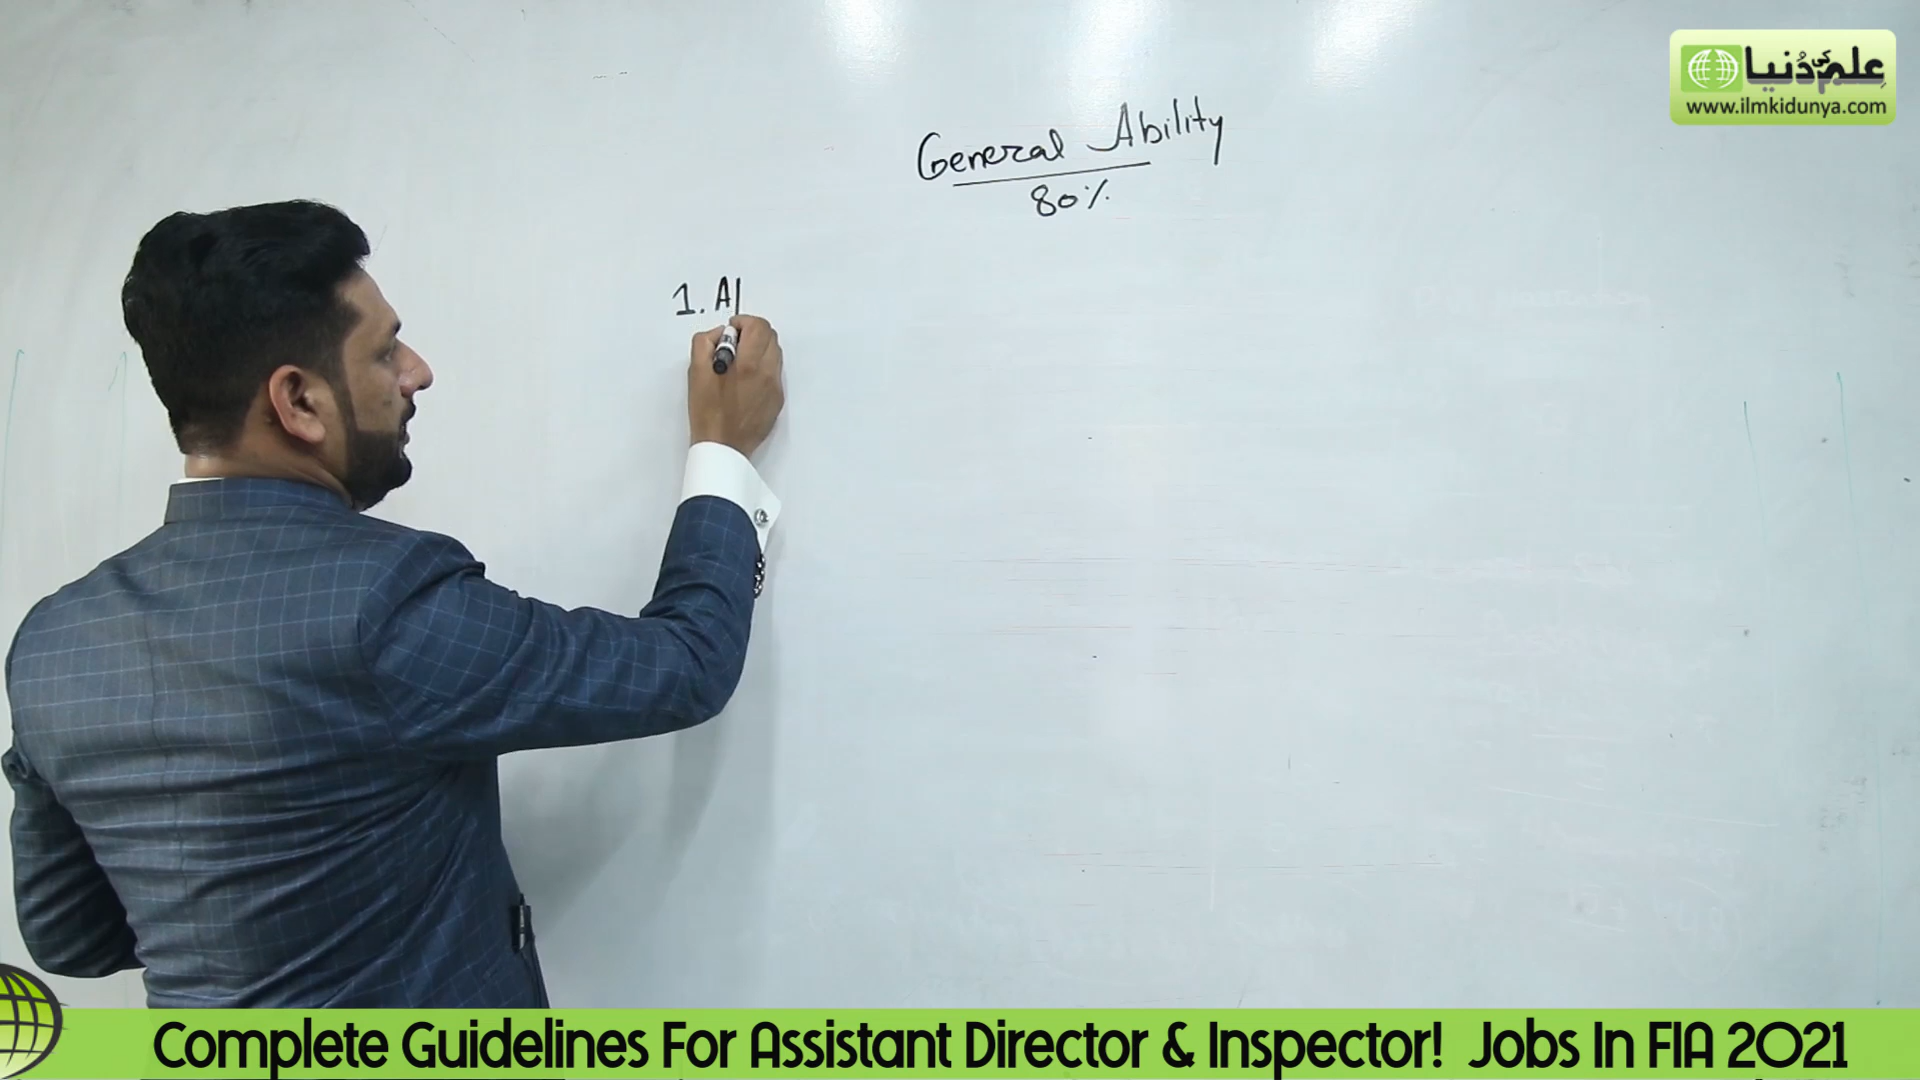 علم کی دُنیا
www.ilmkidunya.com
General Ability
80%
1. Al
Complete Guidelines For Assistant Director & Inspector! Jobs In FIA 2021